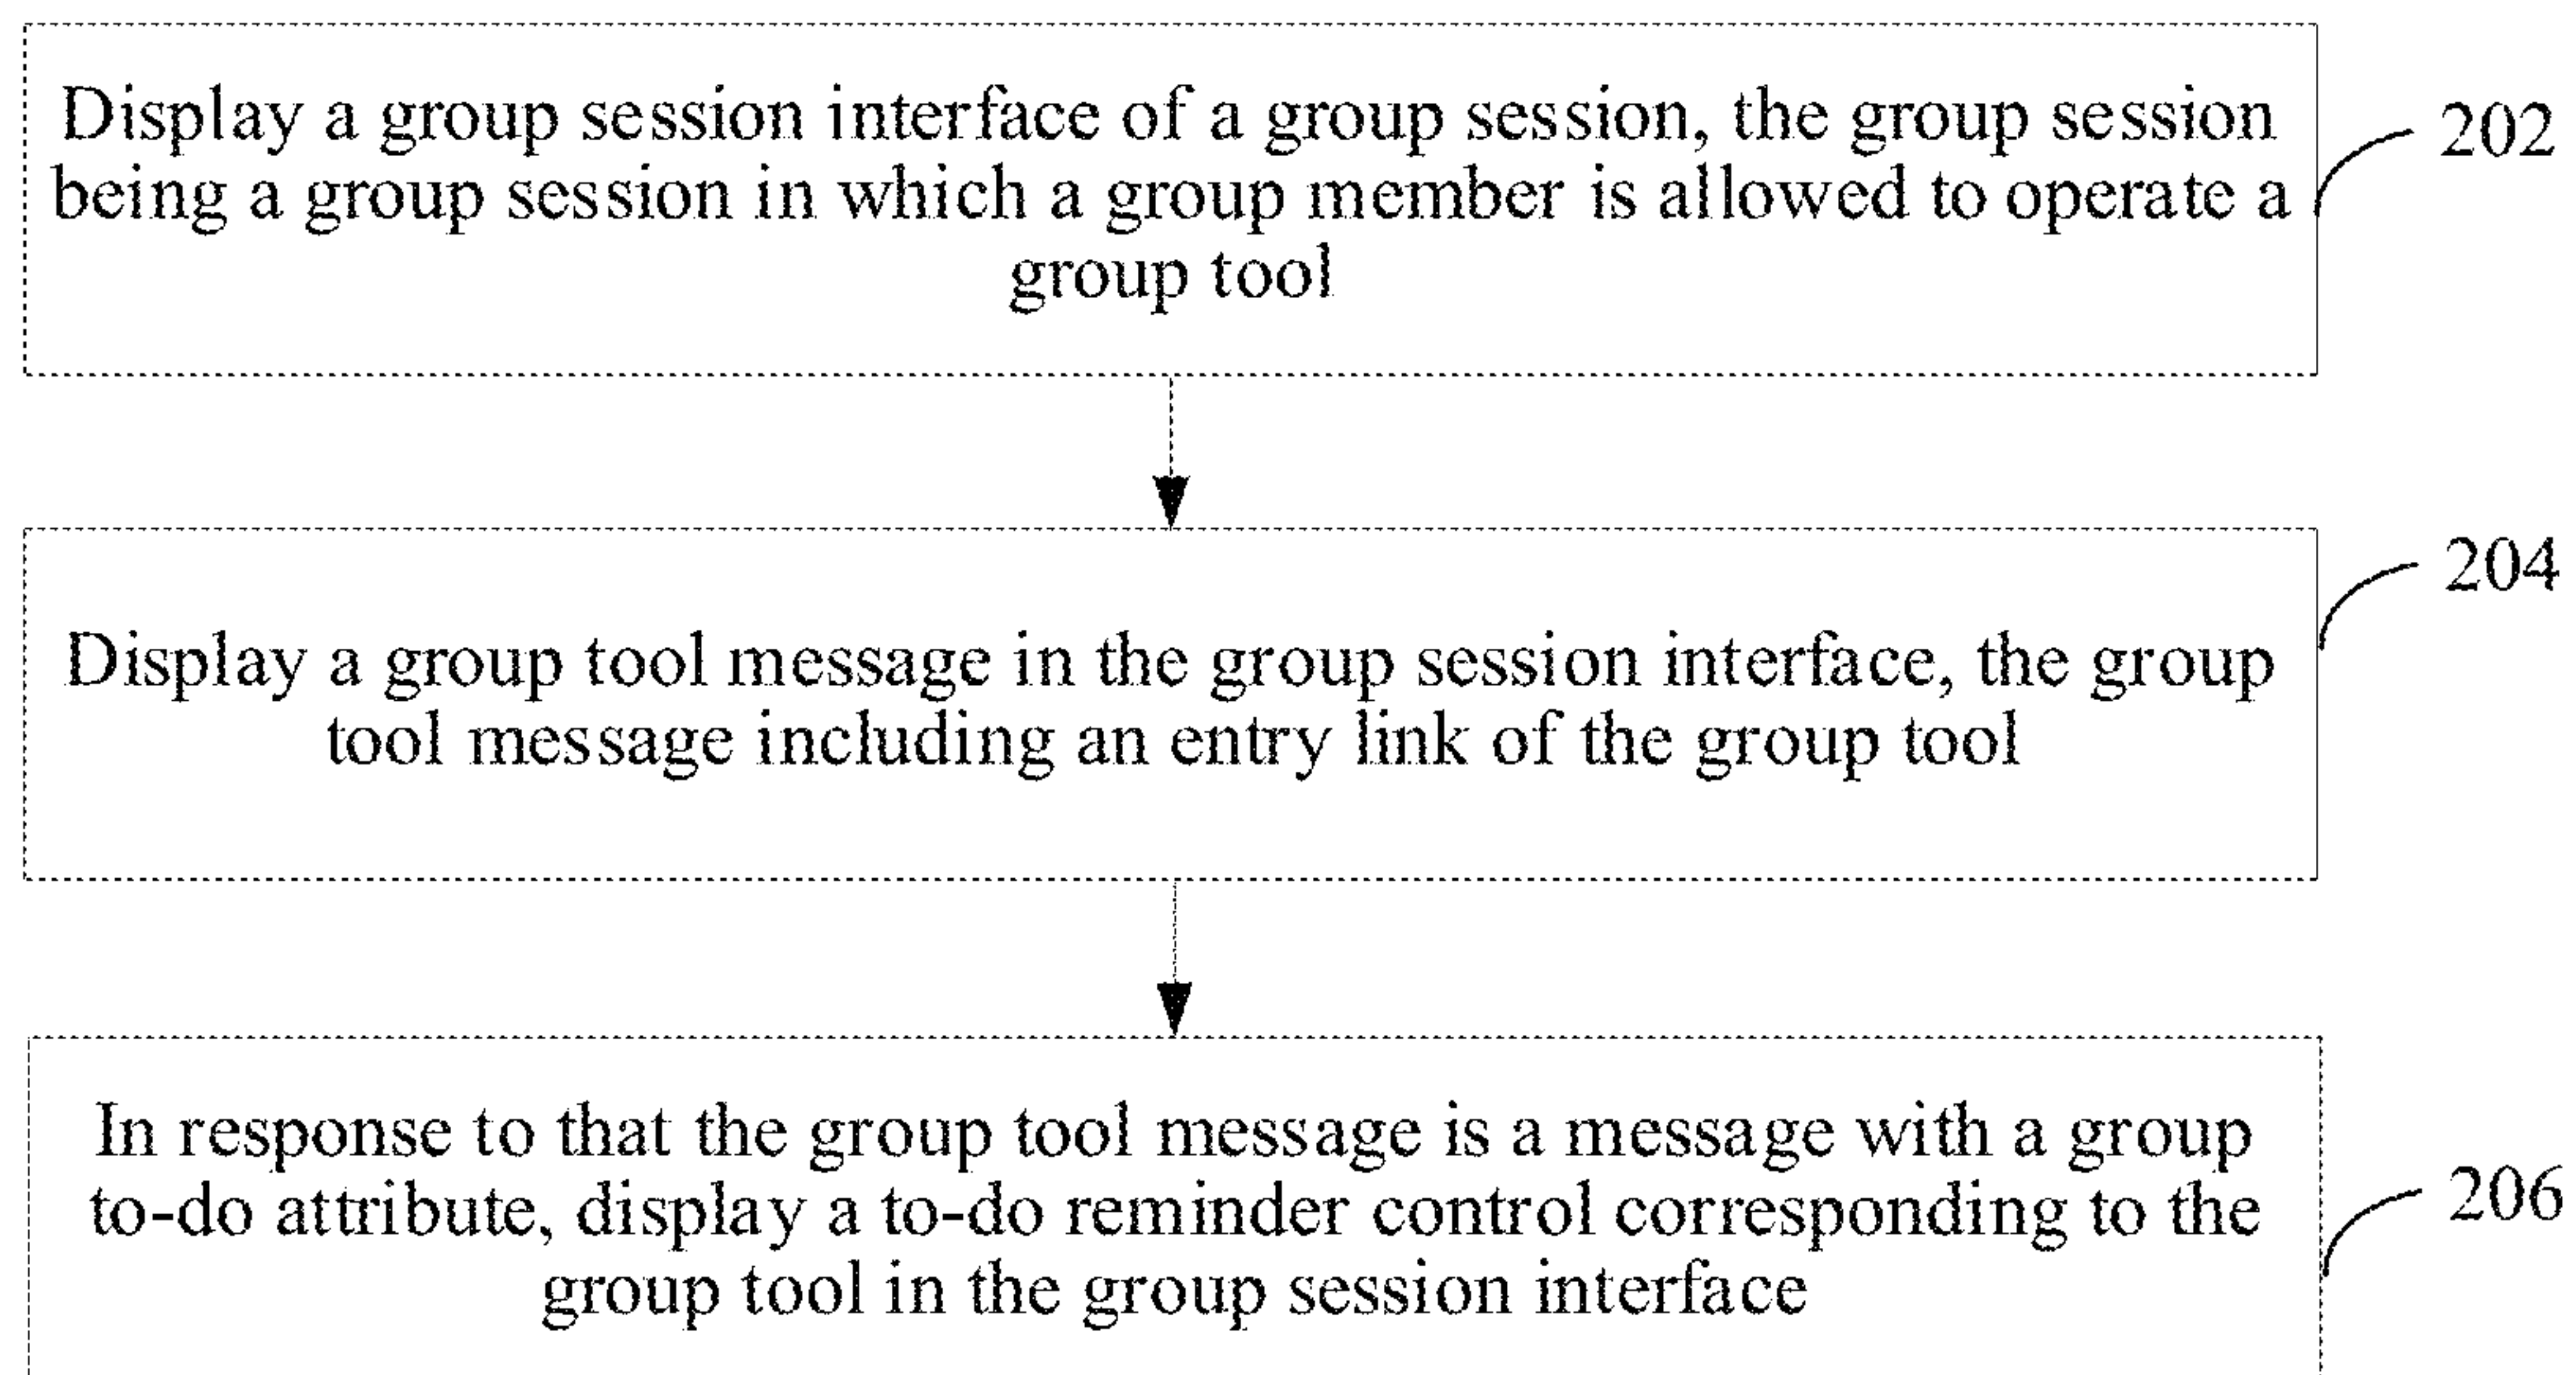 Display a group session interface of a group session, the group session
being a group session in which a group member is allowed to operate a
group tool
202
Display a group tool message in the group session interface, the group
tool message including an entry link of the group tool
204
In response to that the group tool message is a message with a group
to-do attribute, display a to-do reminder control corresponding to the
group tool in the group session interface
206